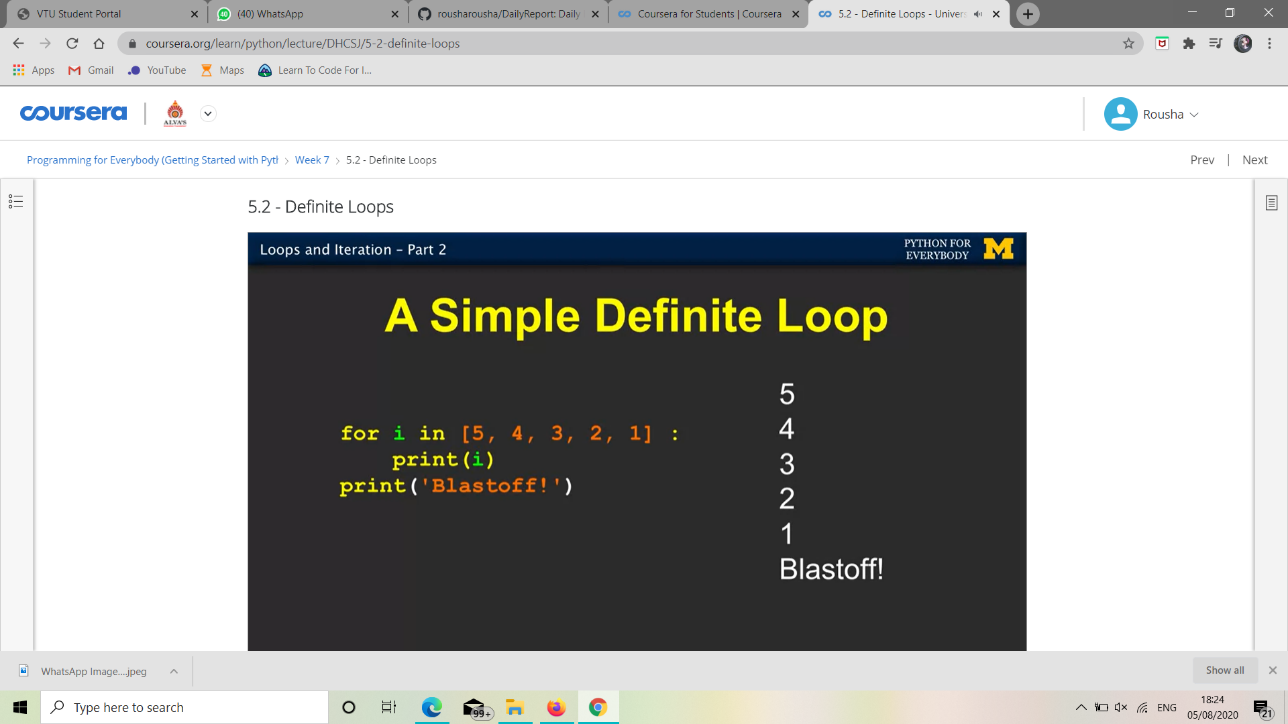 VTU Student Portal
(40) WhatsApp
rousharousha/DailyReport: Daily
Coursera for Students | Coursera
5.2 - Definite Loops - Univers
coursera.org/learn/python/lecture/DHCSJ/5-2-definite-loops
Apps
Gmail
YouTube
Maps
Learn To Code For I...
coursera
ALVA'S
Rousha
Programming for Everybody (Getting Started with Pyth
Week 7
5.2 - Definite Loops
Prev | Next
5.2 - Definite Loops
Loops and Iteration – Part 2
PYTHON FOR
EVERYBODY
M
A Simple Definite Loop
for i in [5, 4, 3, 2, 1] :
    print(i)
print('Blastoff!')
5
4
3
2
1
Blastoff!
WhatsApp Image....jpeg
Show all
Type here to search
99+
ENG
18:24
05/08/2020
21